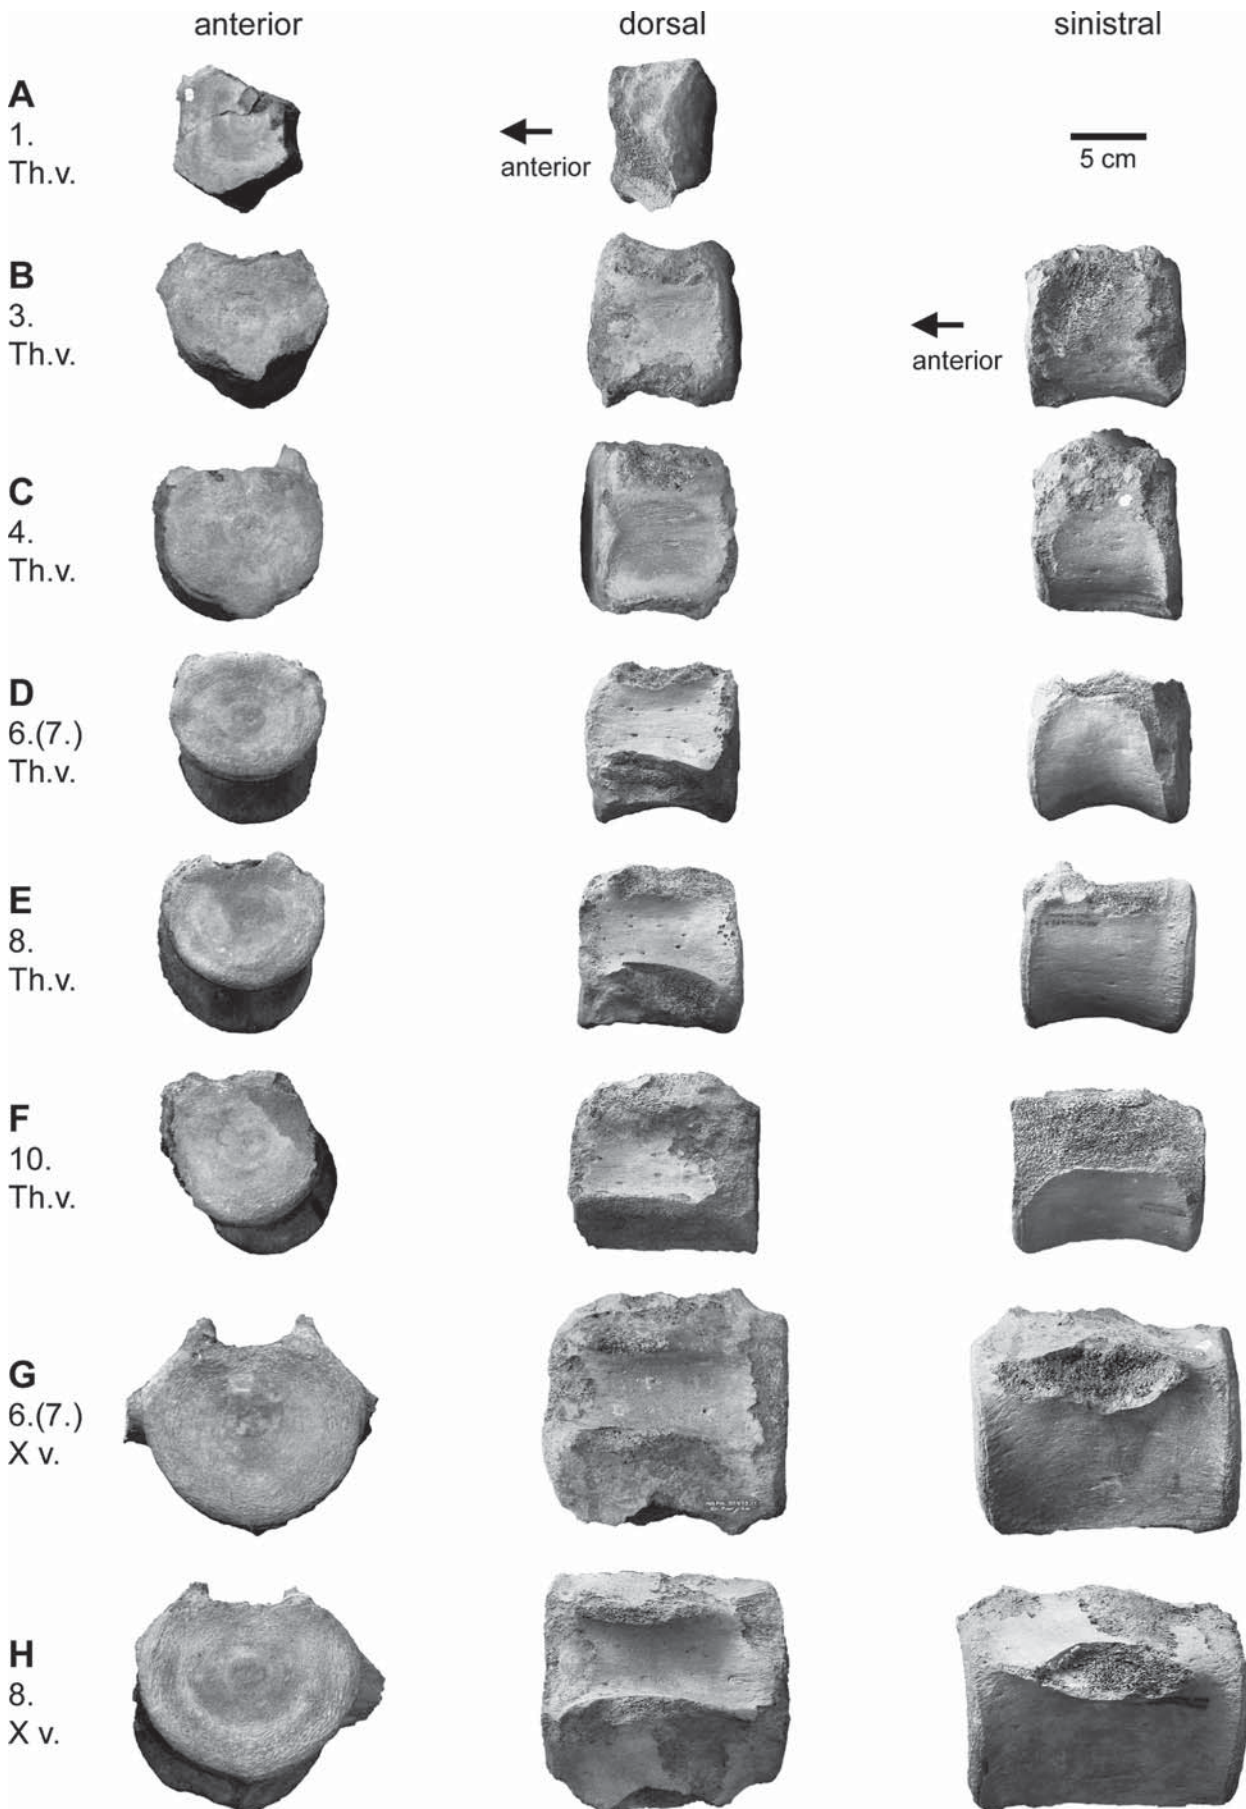 anterior dorsal sinistral
A
1.
Th.v.
anterior
5 cm
B
3.
Th.v.
anterior
C
4.
Th.v.
D
6.(7.)
Th.v.
E
8.
Th.v.
F
10.
Th.v.
G
6.(7.)
X v.
H
8.
X v.